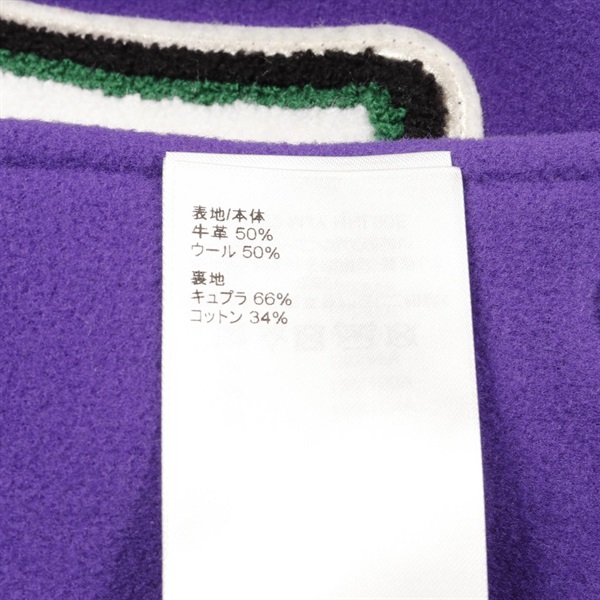 表地/本体
牛革 50%
ウール 50%
裏地
キュプラ 66%
コットン 34%